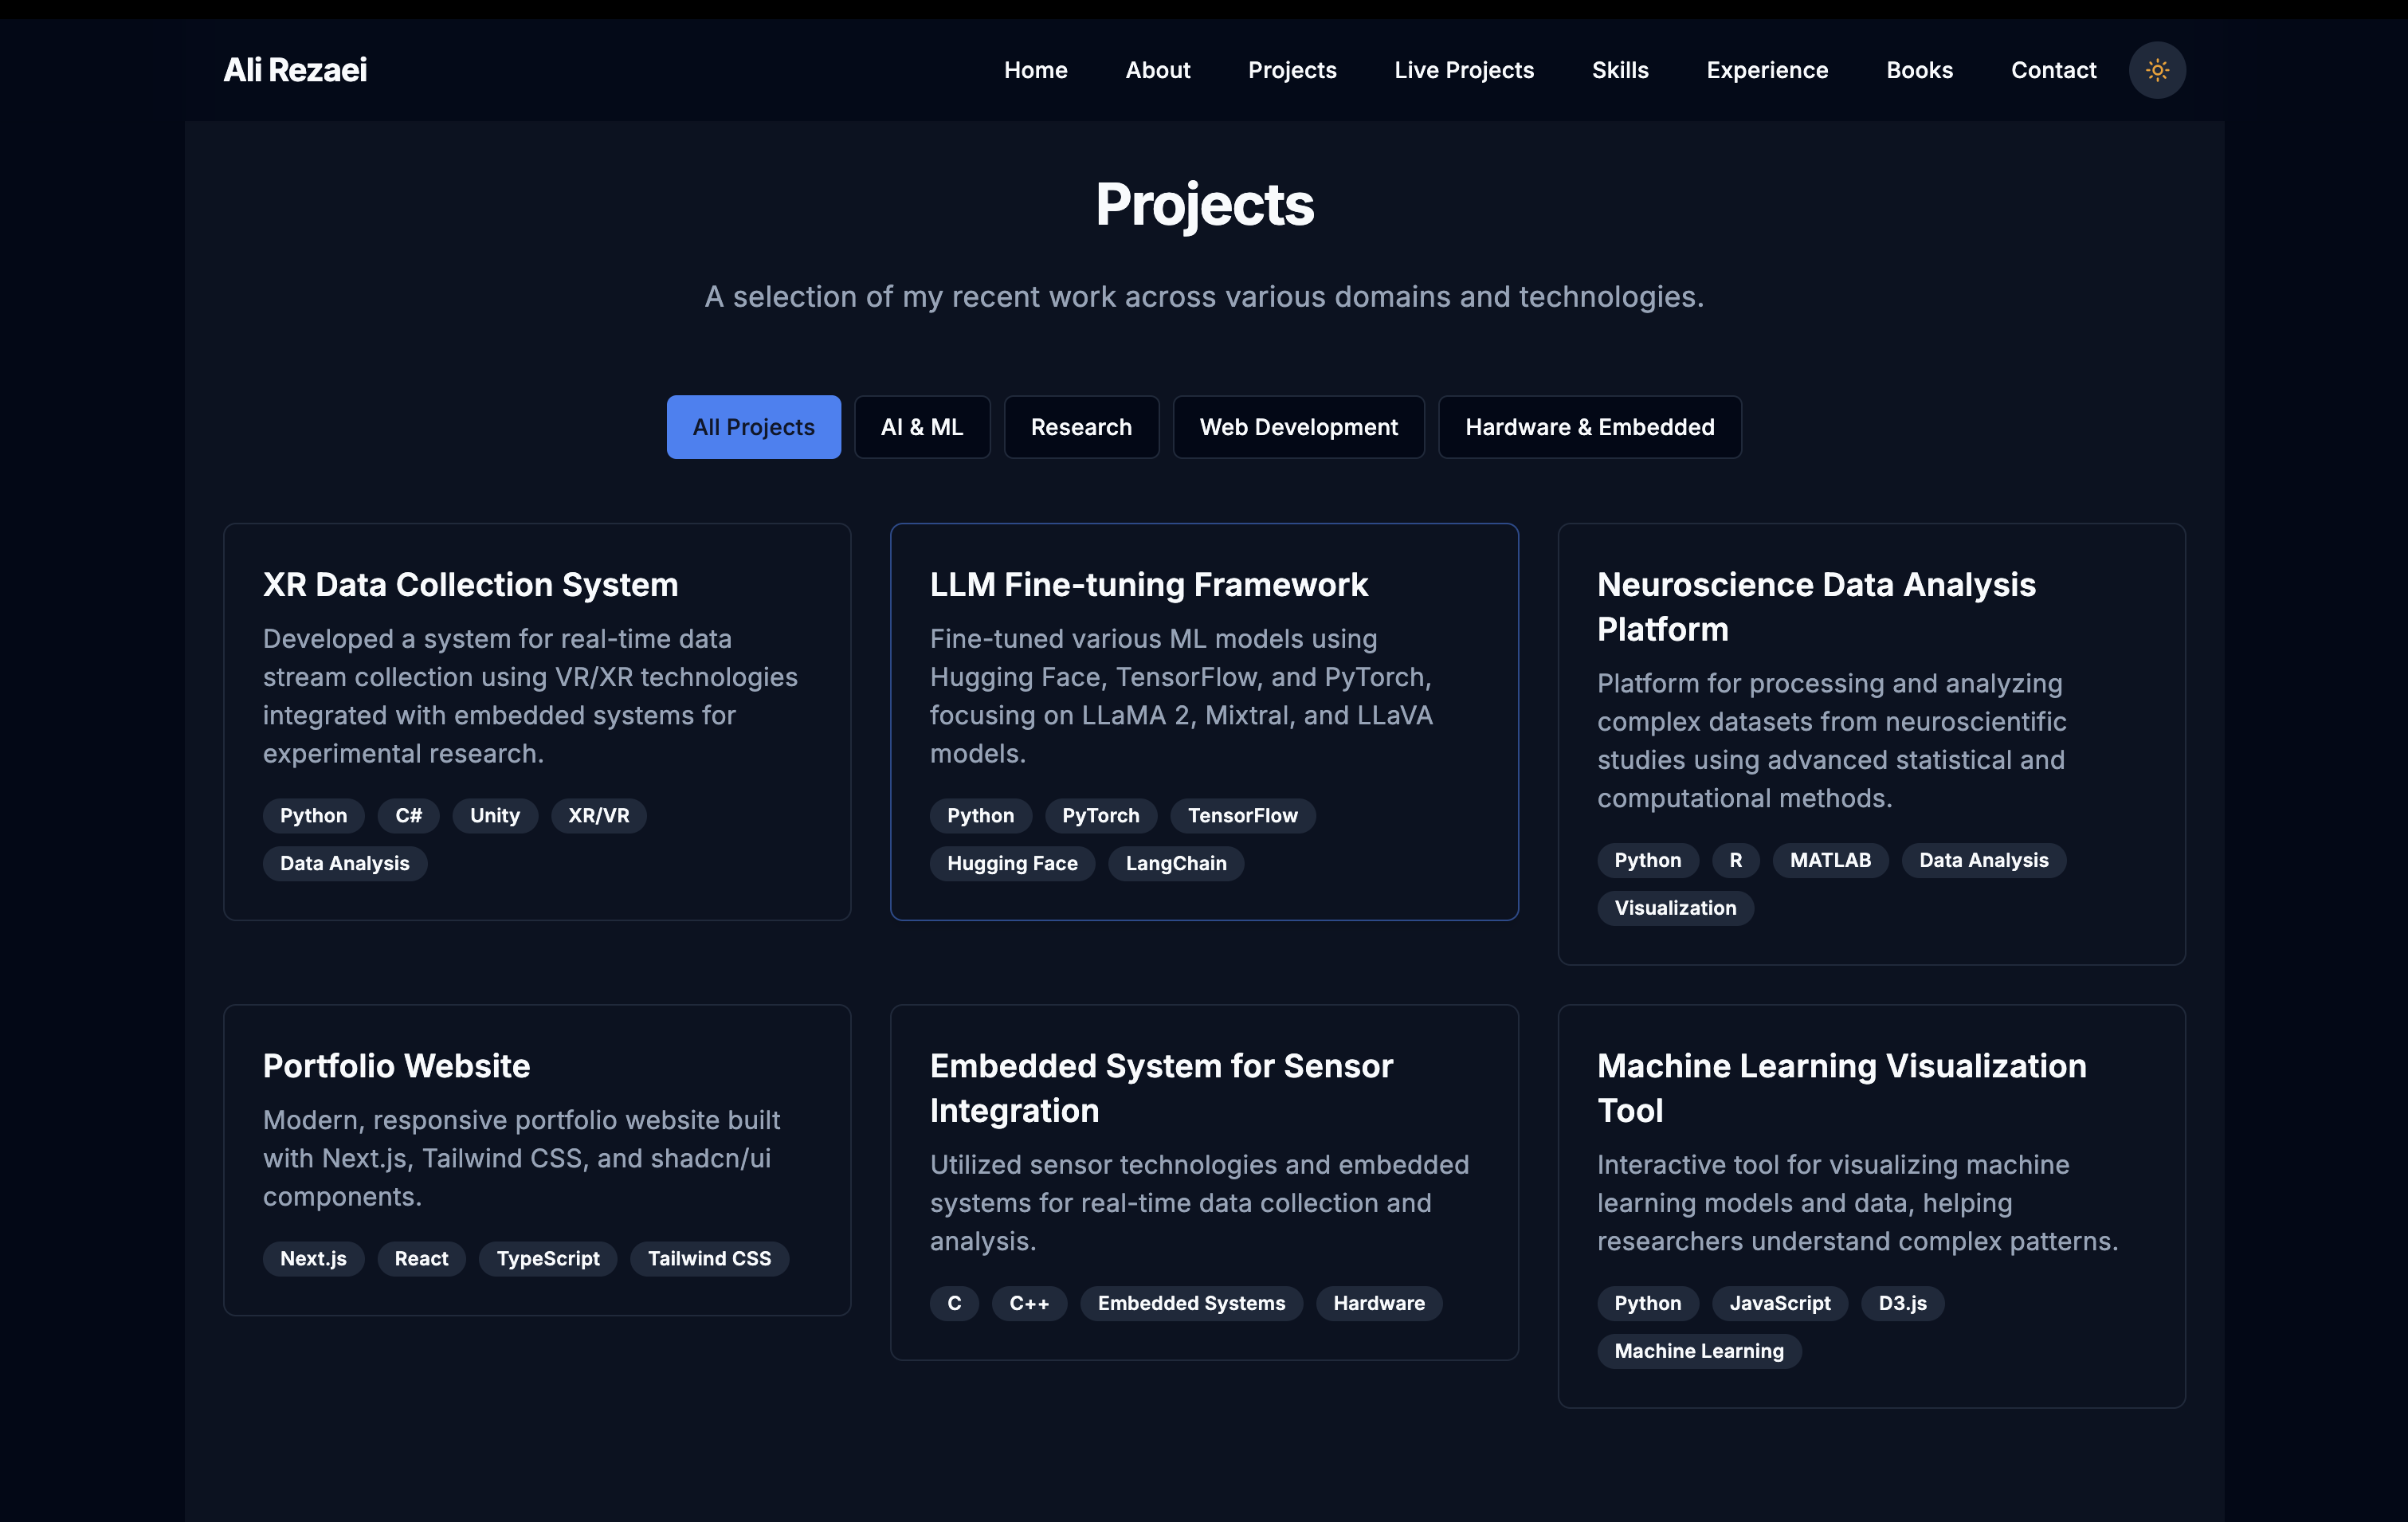 Ali Rezaei
Home About Projects Live Projects Skills Experience Books Contact
Projects
A selection of my recent work across various domains and technologies.
All Projects AI & ML Research Web Development Hardware & Embedded
XR Data Collection System
Developed a system for real-time data
stream collection using VR/XR technologies
integrated with embedded systems for
experimental research.
Python C# Unity XR/VR
Data Analysis
LLM Fine-tuning Framework
Fine-tuned various ML models using
Hugging Face, TensorFlow, and PyTorch,
focusing on LLaMA 2, Mixtral, and LLaVA
models.
Python PyTorch TensorFlow
Hugging Face LangChain
Neuroscience Data Analysis
Platform
Platform for processing and analyzing
complex datasets from neuroscientific
studies using advanced statistical and
computational methods.
Python R MATLAB Data Analysis
Visualization
Portfolio Website
Modern, responsive portfolio website built
with Next.js, Tailwind CSS, and shadcn/ui
components.
Next.js React TypeScript Tailwind CSS
Embedded System for Sensor
Integration
Utilized sensor technologies and embedded
systems for real-time data collection and
analysis.
C C++ Embedded Systems Hardware
Machine Learning Visualization
Tool
Interactive tool for visualizing machine
learning models and data, helping
researchers understand complex patterns.
Python JavaScript D3.js
Machine Learning